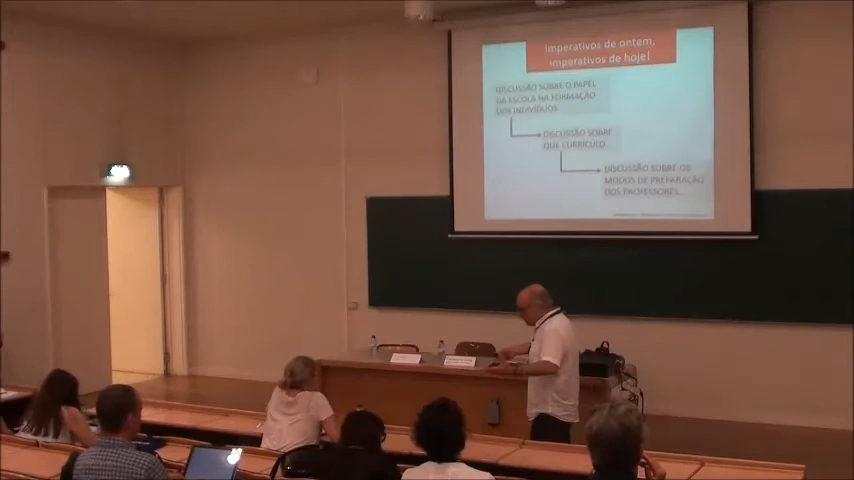 Imperativos de ontem,
imperativos de hoje!
DISCUSSÃO SOBRE O PAPEL
DA ESCOLA NA FORMAÇÃO
DOS INDIVÍDUOS
DISCUSSÃO SOBRE
QUE CURRÍCULO
DISCUSSÃO SOBRE OS
MODOS DE PREPARAÇÃO
DOS PROFESSORES...